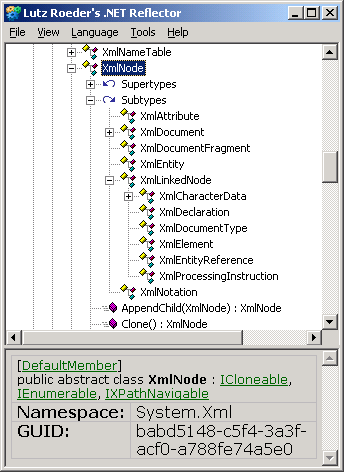 Lutz Roeder's .NET Reflector
File View Language Tools Help
XmlNameTable
XmlNode
Supertypes
Subtypes
XmlAttribute
XmlDocument
XmlDocumentFragment
XmlEntity
XmlLinkedNode
XmlCharacterData
XmlDeclaration
XmlDocumentType
XmlElement
XmlEntityReference
XmlProcessingInstruction
XmlNotation
AppendChild(XmlNode) : XmlNode
Clone() : XmlNode
[DefaultMember]
public abstract class XmlNode : ICloneable,
IEnumerable, IXPathNavigable
Namespace: System.Xml
GUID: babd5148-c5f4-3a3f-
acf0-a788fe74a5e0